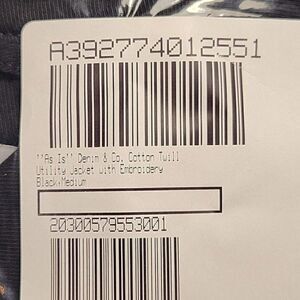 A392774012551
"As Is" Denim & Co. Cotton Twill
Utility Jacket with Embroidery
Black,Medium
20300579553001